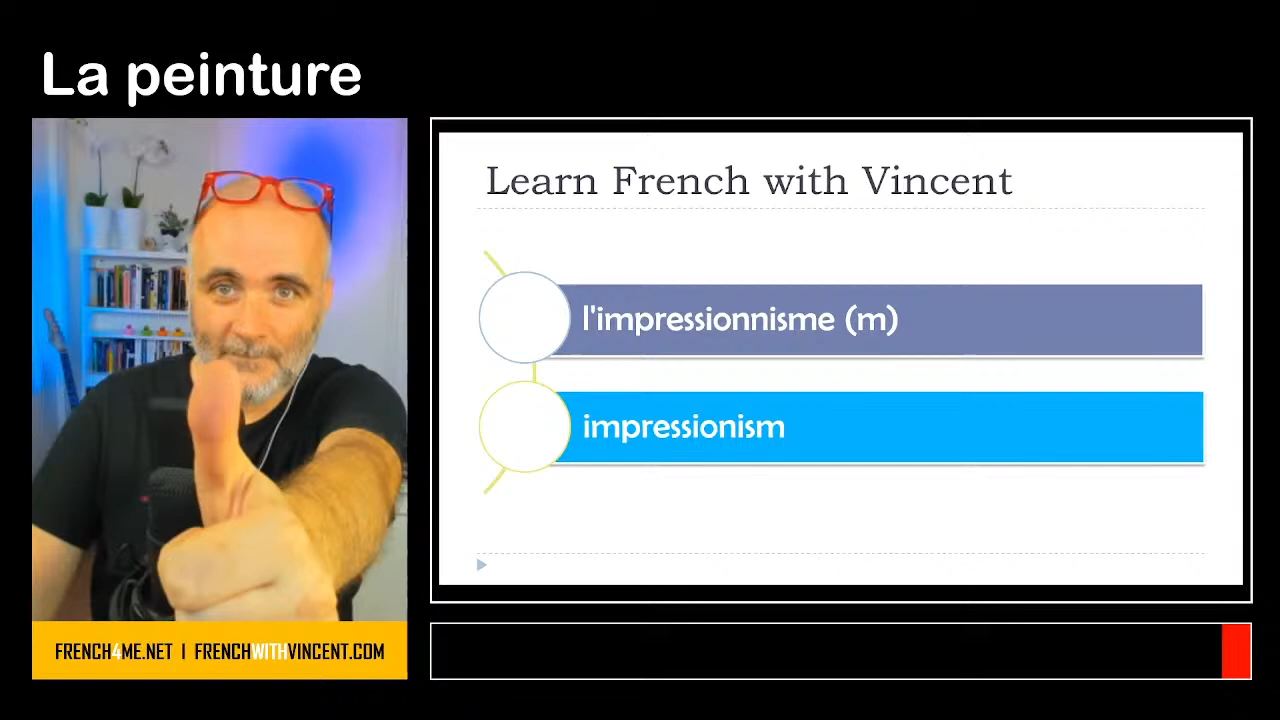 La peinture
Learn French with Vincent
l'impressionnisme (m)
impressionism
FRENCH4ME.NET I FRENCHWITHVINCENT.COM